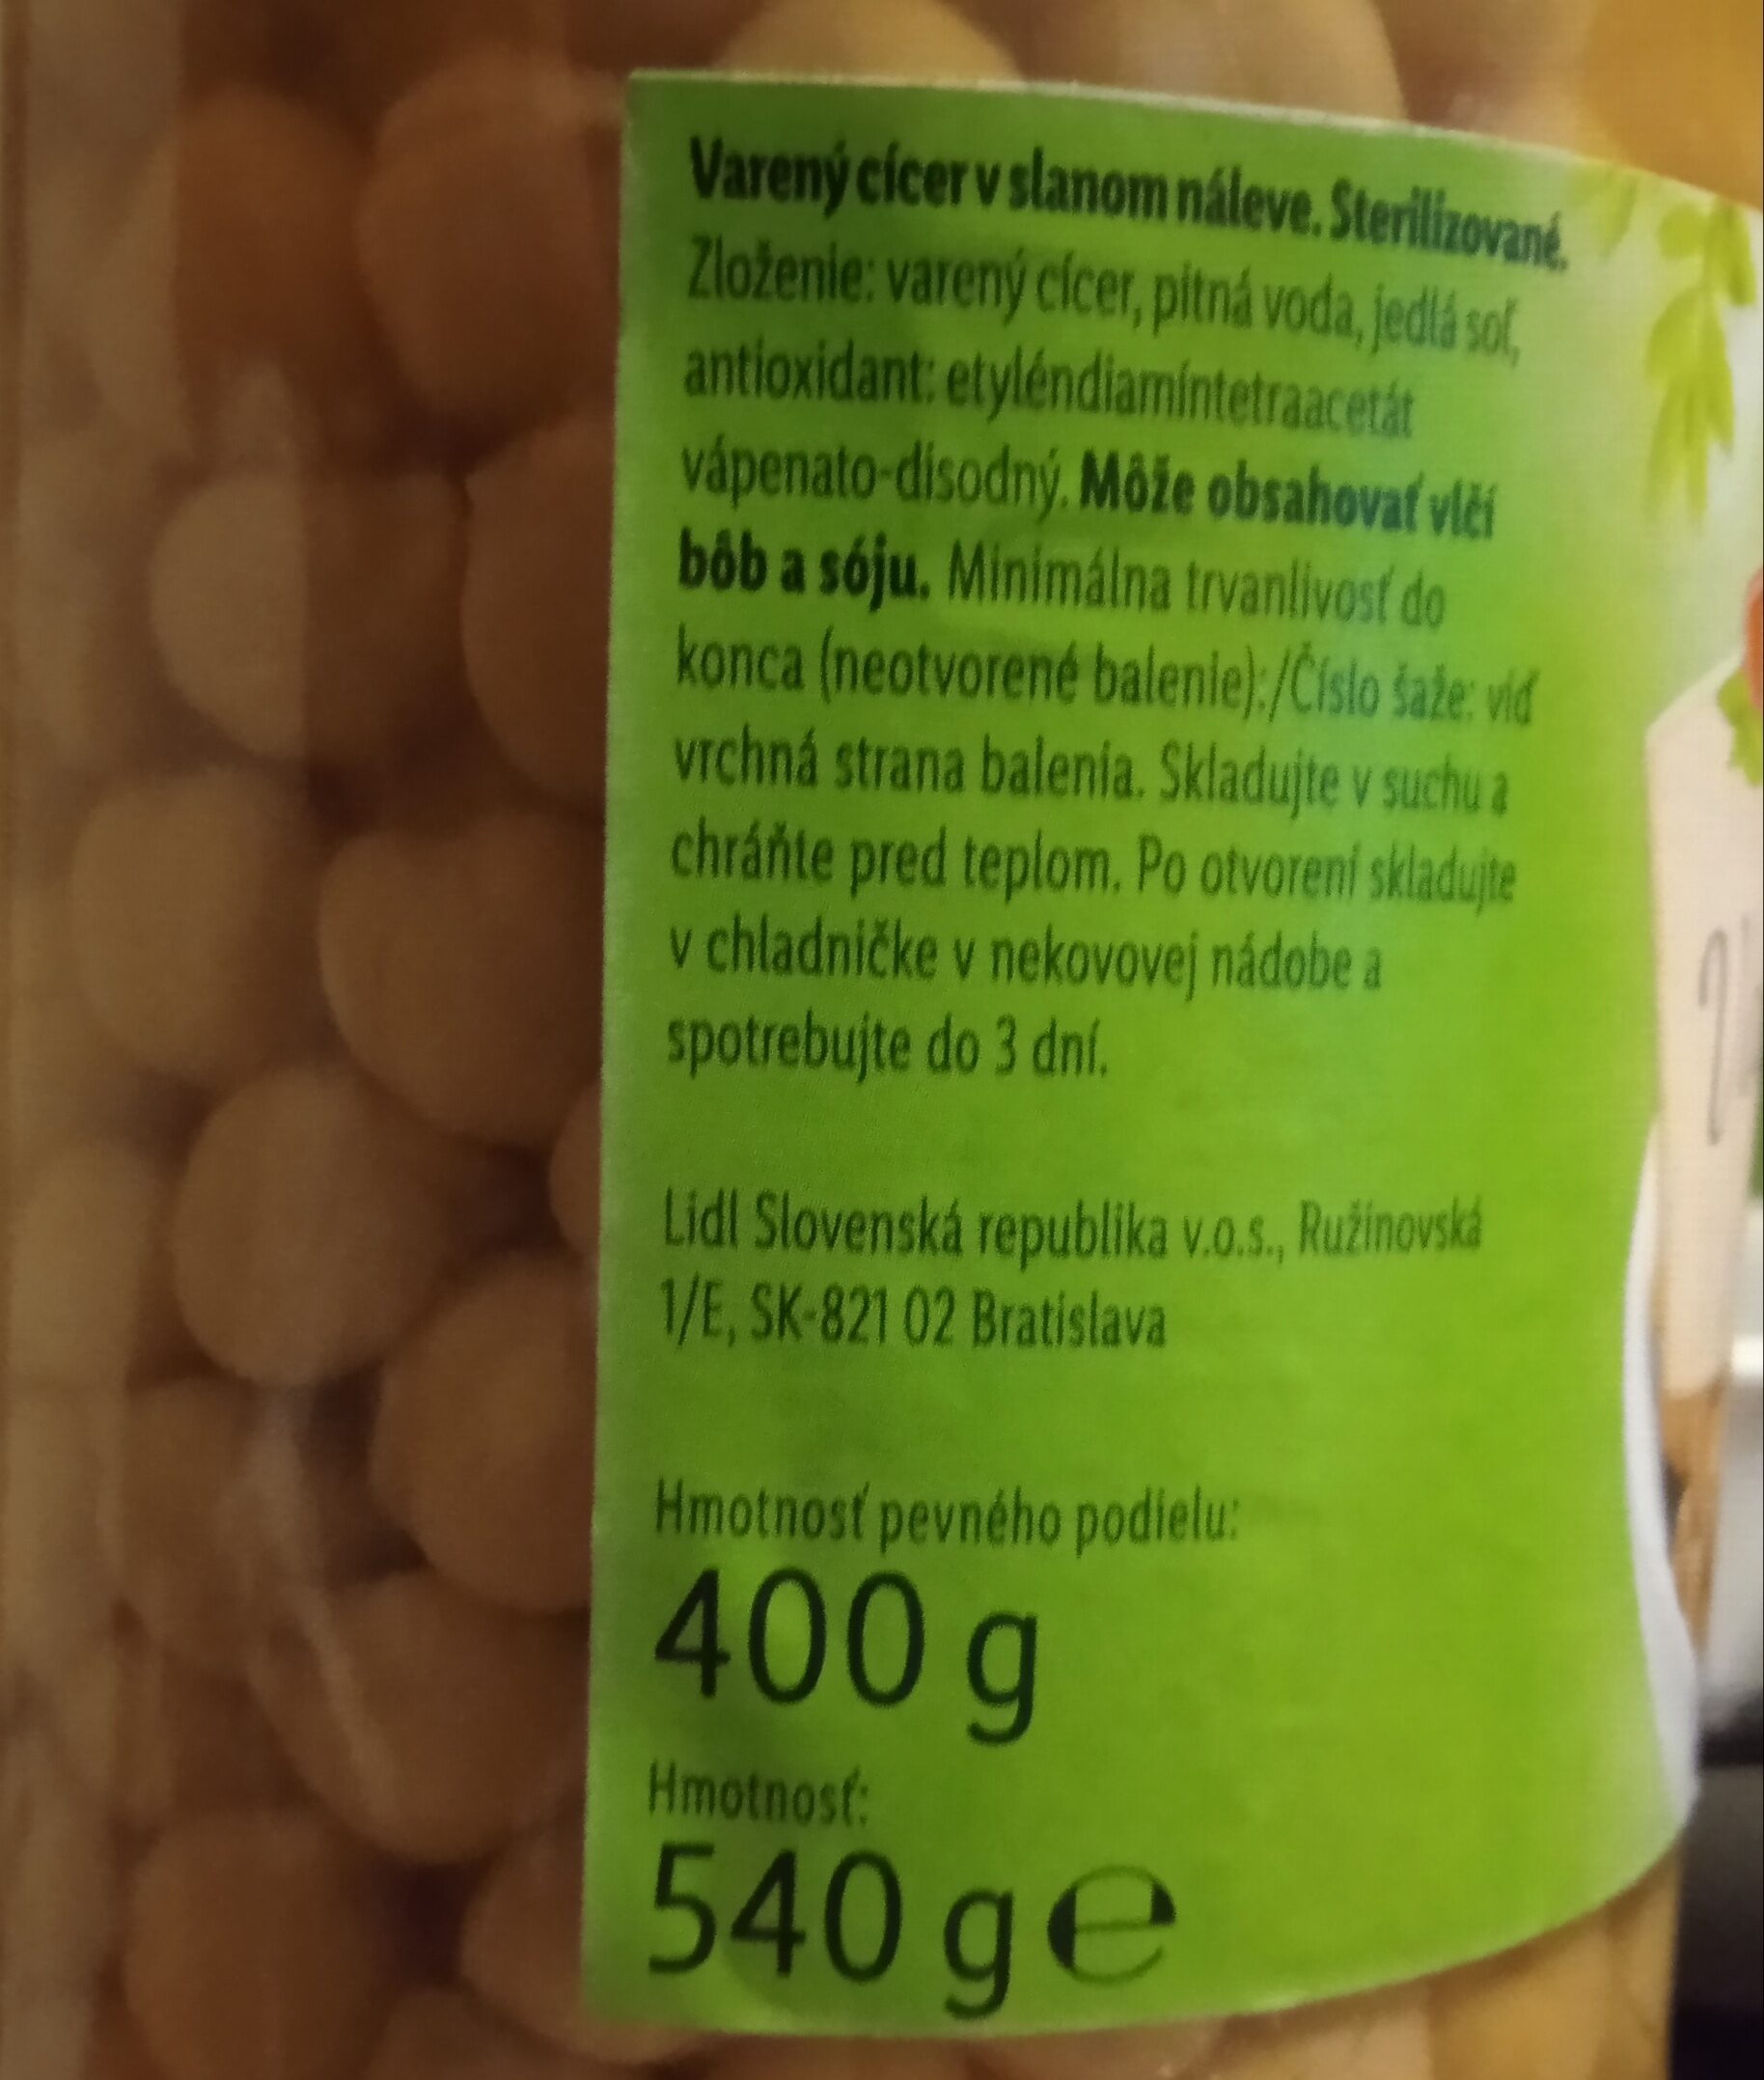 Varený cícer v slanom náleve. Sterilizované.
Zloženie: varený cícer, pitná voda, jedlá soľ,
antioxidant: etyléndiamíntetraacetát
vápenato-disodný. Môže obsahovať vlčí
bôb a sóju. Minimálna trvanlivosť do
konca (neotvorené balenie):/Číslo šaže: viď
vrchná strana balenia. Skladujte v suchu a
chráňte pred teplom. Po otvorení skladujte
v chladničke v nekovovej nádobe a
spotrebujte do 3 dní.
Lidl Slovenská republika v.o.s., Ružinovská
1/E, SK-821 02 Bratislava
Hmotnosť pevného podielu:
400 g
Hmotnosť:
540 g e